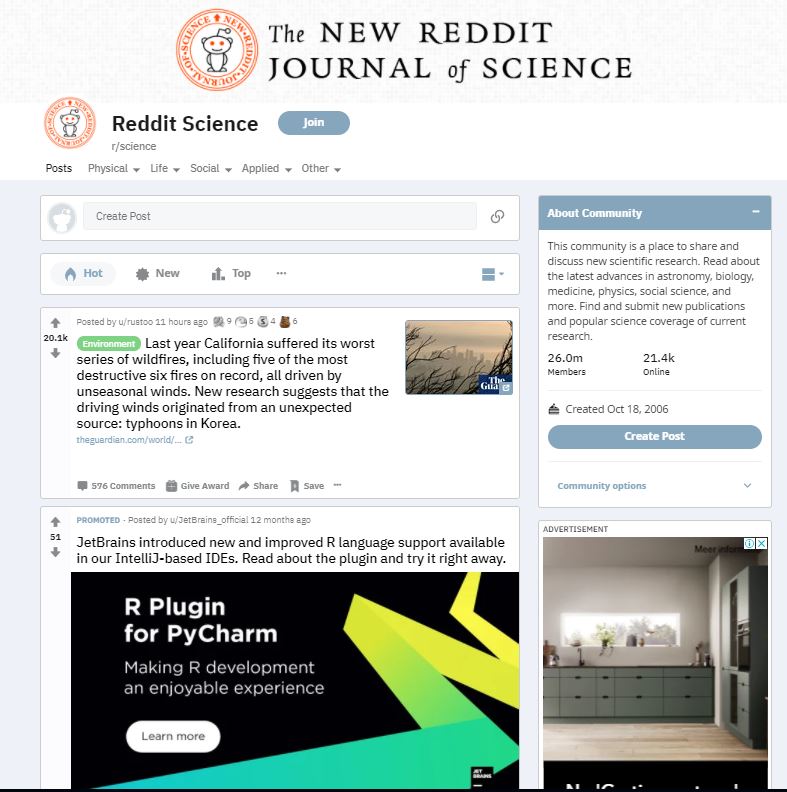 The NEW REDDIT
JOURNAL of SCIENCE
Reddit Science
Join
r/science
Posts Physical Life Social Applied Other
Create Post
Hot New Top ...
Posted by u/rustoo 11 hours ago 9 5 4 6
20.1k
Environment Last year California suffered its worst
series of wildfires, including five of the most
destructive six fires on record, all driven by
unseasonal winds. New research suggests that the
driving winds originated from an unexpected
source: typhoons in Korea.
theguardian.com/world/...
The
576 Comments Give Award Share Save ...
PROMOTED · Posted by u/JetBrains_official 12 months ago
51
JetBrains introduced new and improved R language support available
in our IntelliJ-based IDEs. Read about the plugin and try it right away.
R Plugin
for PyCharm
Making R development
an enjoyable experience
Learn more
JET
BRAINS
About Community
This community is a place to share and
discuss new scientific research. Read about
the latest advances in astronomy, biology,
medicine, physics, social science, and
more. Find and submit new publications
and popular science coverage of current
research.
26.0m 21.4k
Members Online
Created Oct 18, 2006
Create Post
Community options
ADVERTISEMENT
Meer